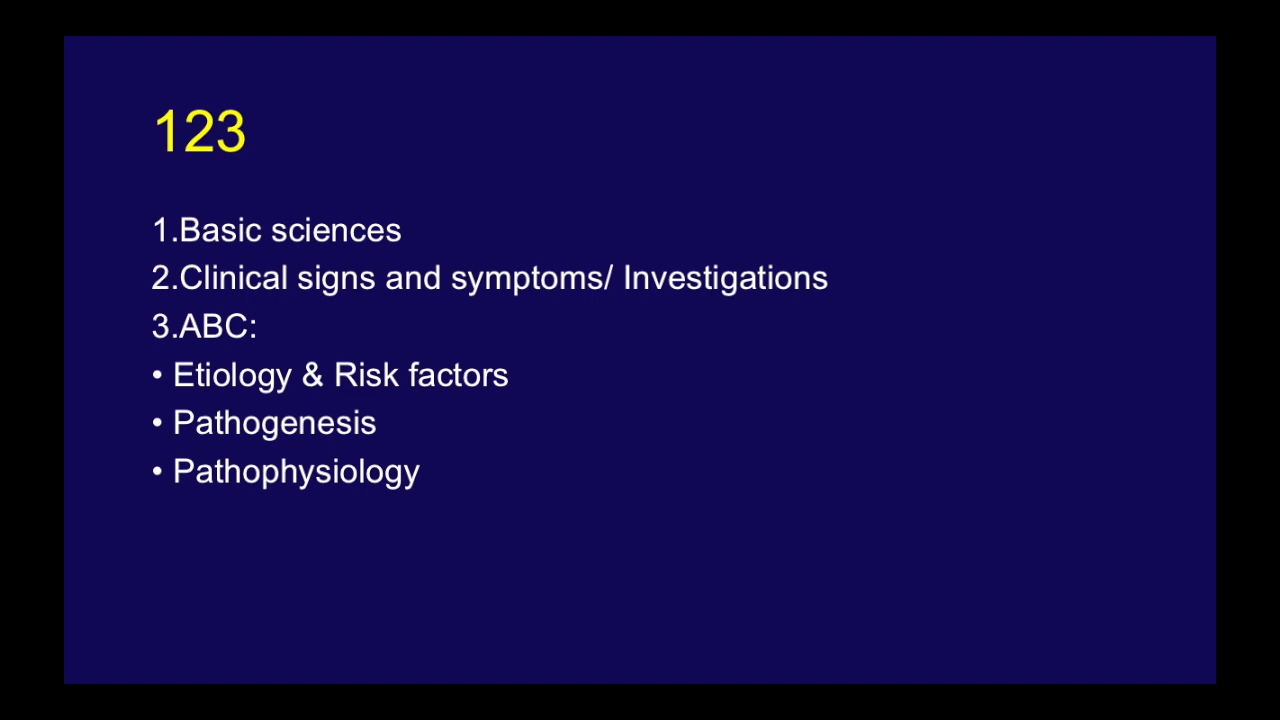 123
1.Basic sciences
2.Clinical signs and symptoms/ Investigations
3.ABC:
• Etiology & Risk factors
• Pathogenesis
• Pathophysiology